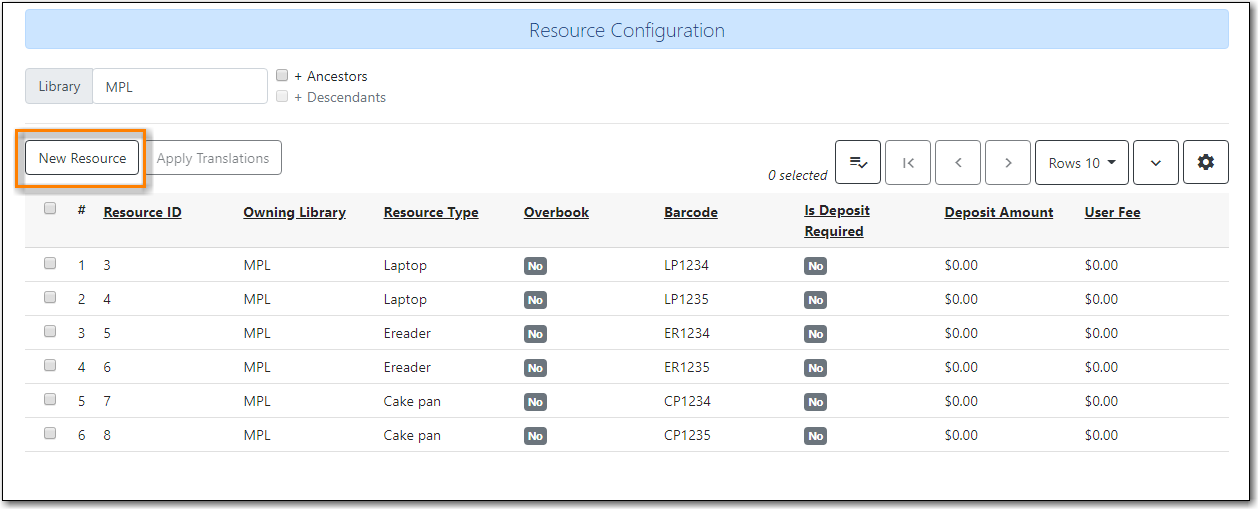 Resource Configuration
Library MPL + Ancestors
+ Descendants
New Resource Apply Translations 0 selected Rows 10
# Resource ID Owning Library Resource Type Overbook Barcode Is Deposit Required Deposit Amount User Fee
1 3 MPL Laptop No LP1234 No $0.00 $0.00
2 4 MPL Laptop No LP1235 No $0.00 $0.00
3 5 MPL Ereader No ER1234 No $0.00 $0.00
4 6 MPL Ereader No ER1235 No $0.00 $0.00
5 7 MPL Cake pan No CP1234 No $0.00 $0.00
6 8 MPL Cake pan No CP1235 No $0.00 $0.00